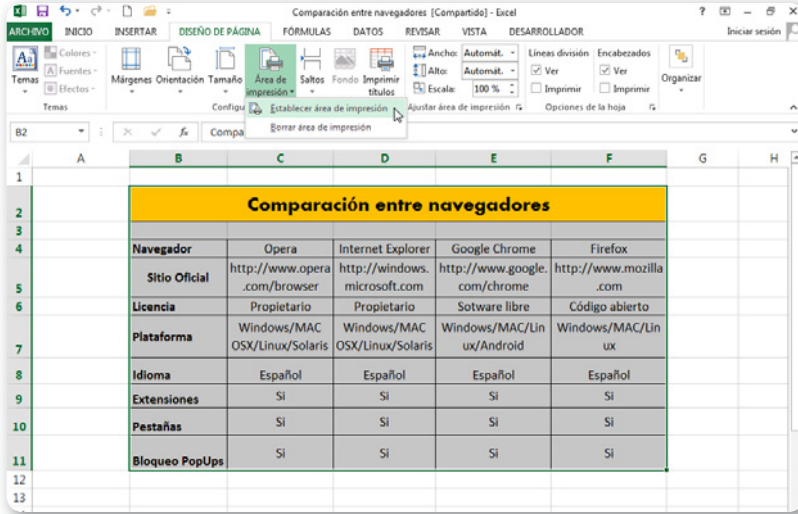 Comparación entre navegadores [Compartido] - Excel
ARCHIVO INICIO INSERTAR DISEÑO DE PÁGINA FÓRMULAS DATOS REVISAR VISTA DESARROLLADOR Iniciar sesión
Colores
Fuentes
Efectos
Temas
Márgenes Orientación Tamaño Área de impresión Saltos Fondo Imprimir títulos
Ancho: Automát.
Alto: Automát.
Escala: 100 %
Líneas división Encabezados
Ver Ver
Imprimir Imprimir
Organizar
Temas Configu Ajustar área de impresión Opciones de la hoja
Establecer área de impresión
Borrar área de impresión
B2 fx Compa
A B C D E F G H
1
2 Comparación entre navegadores
3
4 Navegador Opera Internet Explorer Google Chrome Firefox
5 Sitio Oficial http://www.opera.com/browser http://windows.microsoft.com http://www.google.com/chrome http://www.mozilla.com
6 Licencia Propietario Propietario Sotware libre Código abierto
7 Plataforma Windows/MAC OSX/Linux/Solaris Windows/MAC OSX/Linux/Solaris Windows/MAC/Linux/Android Windows/MAC/Linux
8 Idioma Español Español Español Español
9 Extensiones Si Si Si Si
10 Pestañas Si Si Si Si
11 Bloqueo PopUps Si Si Si Si
12
13